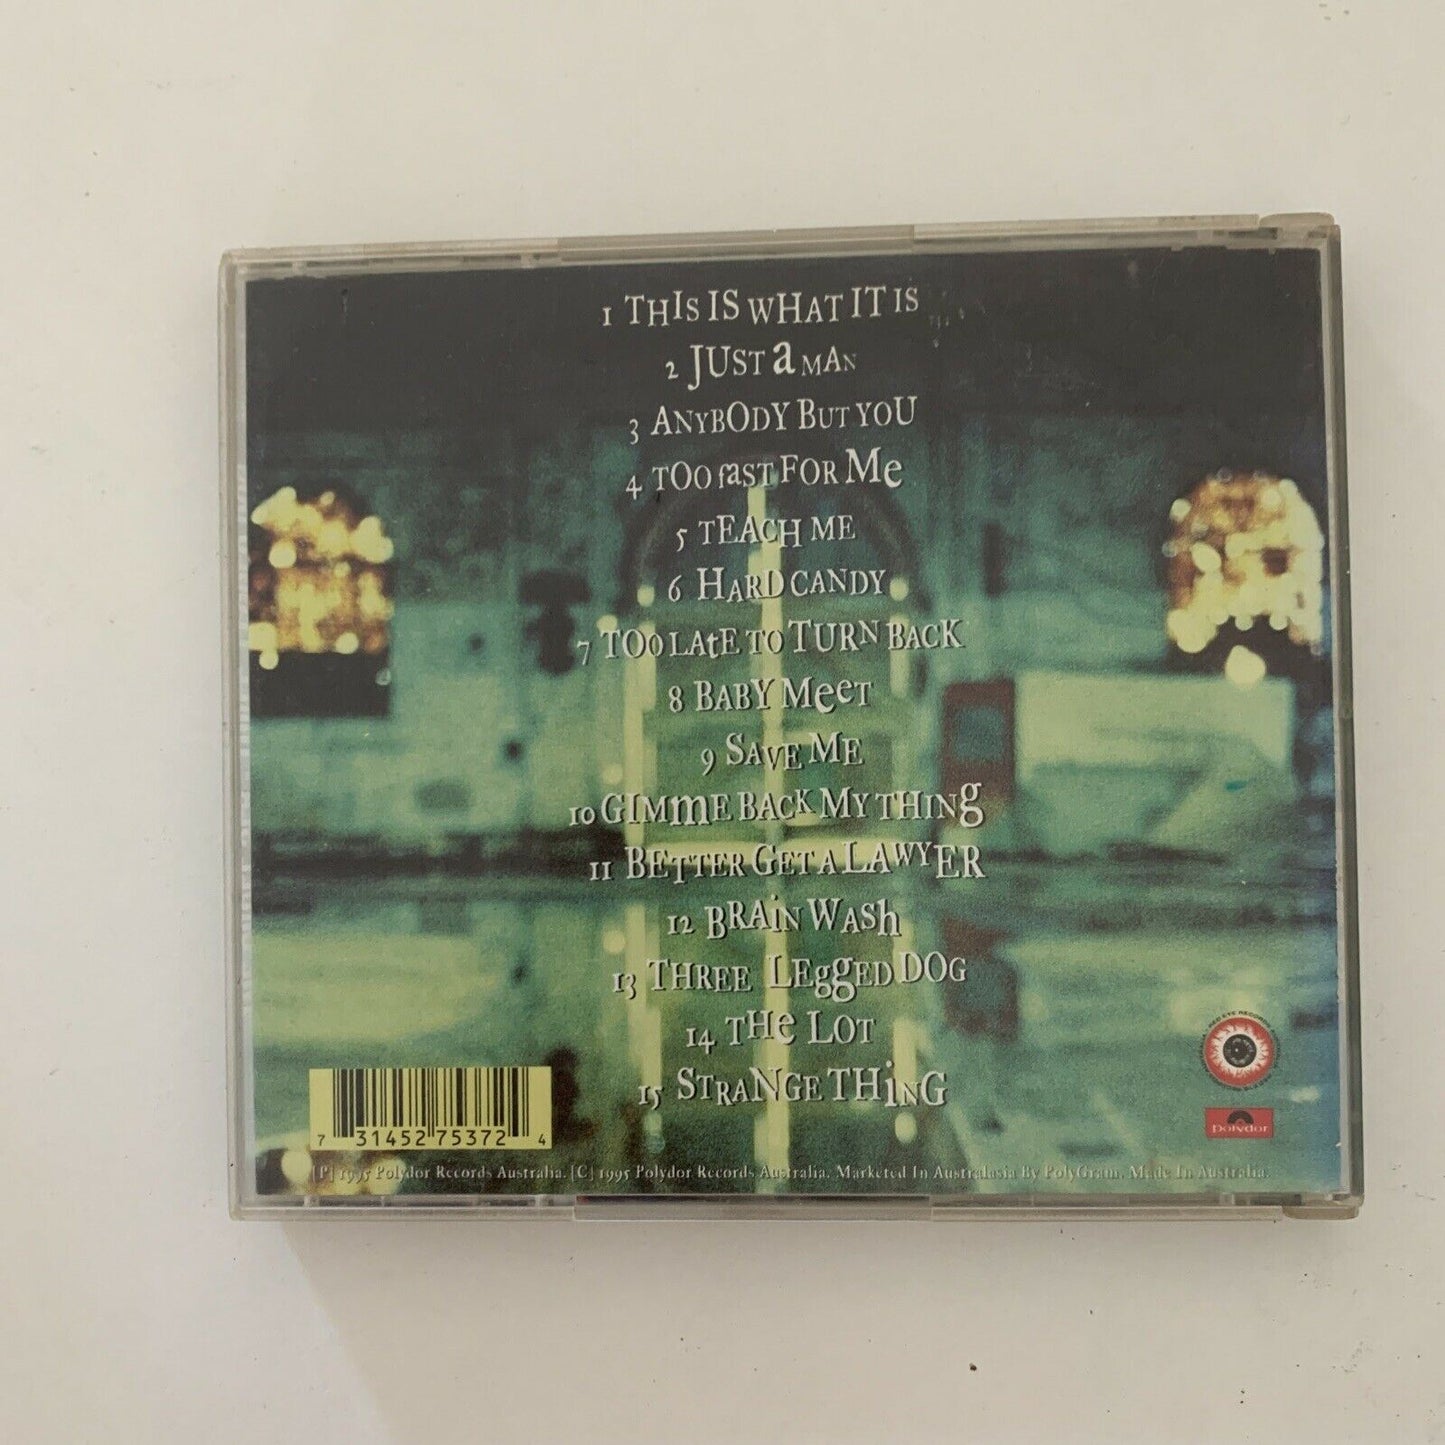 1 THIS IS WHAT IT IS
2 JUST a MAN
3 ANYBODY BUT YOU
4 TOO faST FOR Me
5 TEACH ME
6 HARD CANDY
7 TOO LAtE TO TURN BACK
8 BABY MeeT
9 SAVE ME
10 GIMmE BACK MY THINg
11 BETTER GET A LAWYER
12 BRAiN WASh
13 THREE LEggED DOG
14 THe LOT
15 STRANGE THiNG
RED EYE RECORDS
Polydor
7 31452 75372 4
[P] 1995 Polydor Records Australia. [C] 1995 Polydor Records Australia. Marketed In Australasia By PolyGram. Made In Australia.